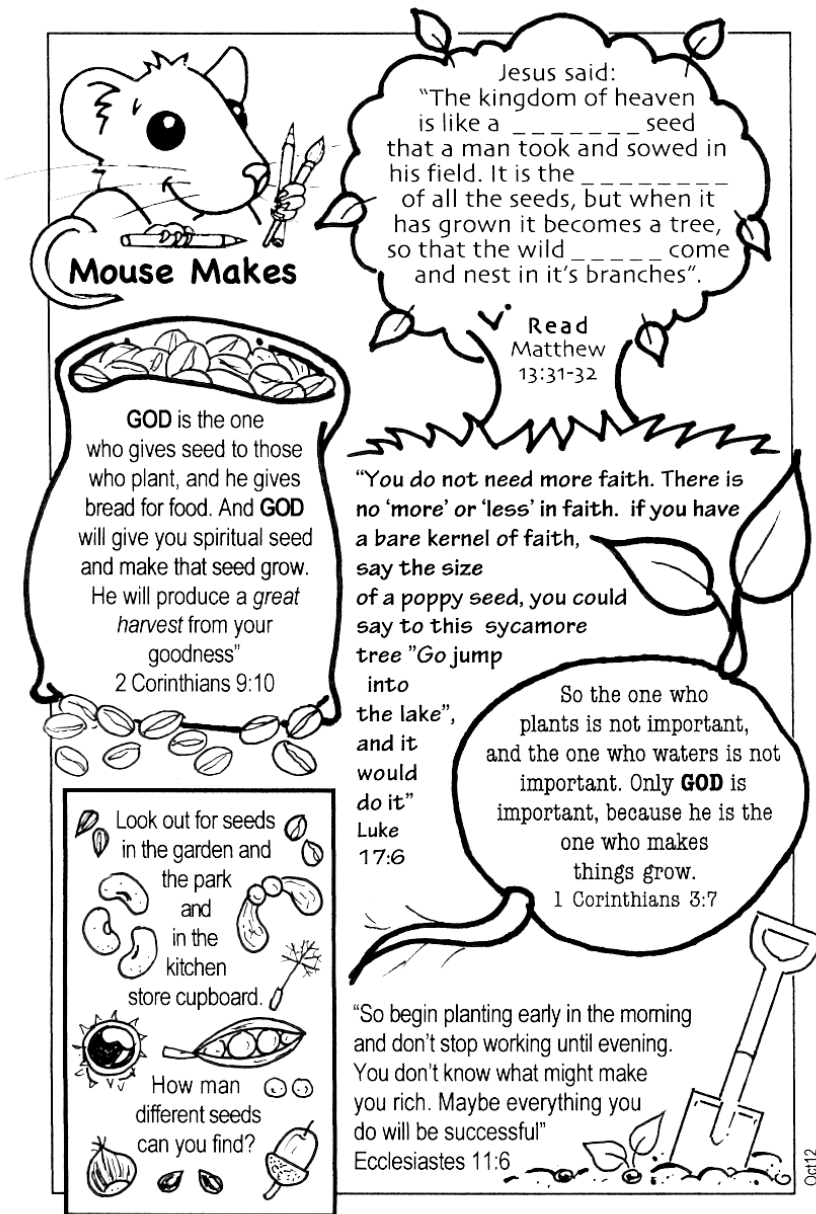 Mouse Makes
Jesus said:
"The kingdom of heaven
is like a _ _ _ _ _ _ _ seed
that a man took and sowed in
his field. It is the _ _ _ _ _ _ _ _
of all the seeds, but when it
has grown it becomes a tree,
so that the wild _ _ _ _ _ come
and nest in it's branches".
Read
Matthew
13:31-32
GOD is the one
who gives seed to those
who plant, and he gives
bread for food. And GOD
will give you spiritual seed
and make that seed grow.
He will produce a great
harvest from your
goodness"
2 Corinthians 9:10
"You do not need more faith. There is
no 'more' or 'less' in faith. if you have
a bare kernel of faith,
say the size
of a poppy seed, you could
say to this sycamore
tree "Go jump
into
the lake",
and it
would
do it"
Luke
17:6
So the one who
plants is not important,
and the one who waters is not
important. Only GOD is
important, because he is the
one who makes
things grow.
1 Corinthians 3:7
Look out for seeds
in the garden and
the park
and
in the
kitchen
store cupboard.
How man
different seeds
can you find?
"So begin planting early in the morning
and don't stop working until evening.
You don't know what might make
you rich. Maybe everything you
do will be successful"
Ecclesiastes 11:6
Oct12